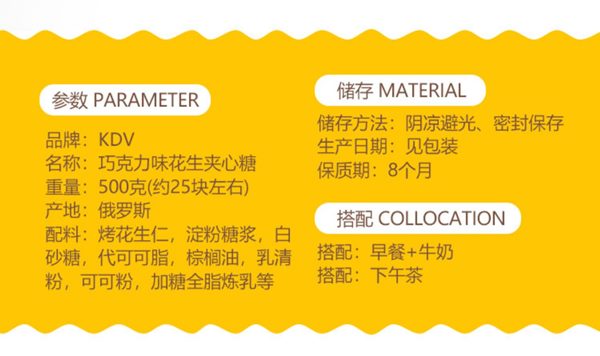 参数 PARAMETER
品牌：KDV
名称：巧克力味花生夹心糖
重量：500克(约25块左右)
产地：俄罗斯
配料：烤花生仁，淀粉糖浆，白
砂糖，代可可脂，棕榈油，乳清
粉，可可粉，加糖全脂炼乳等
储存 MATERIAL
储存方法：阴凉避光、密封保存
生产日期：见包装
保质期：8个月
搭配 COLLOCATION
搭配：早餐+牛奶
搭配：下午茶